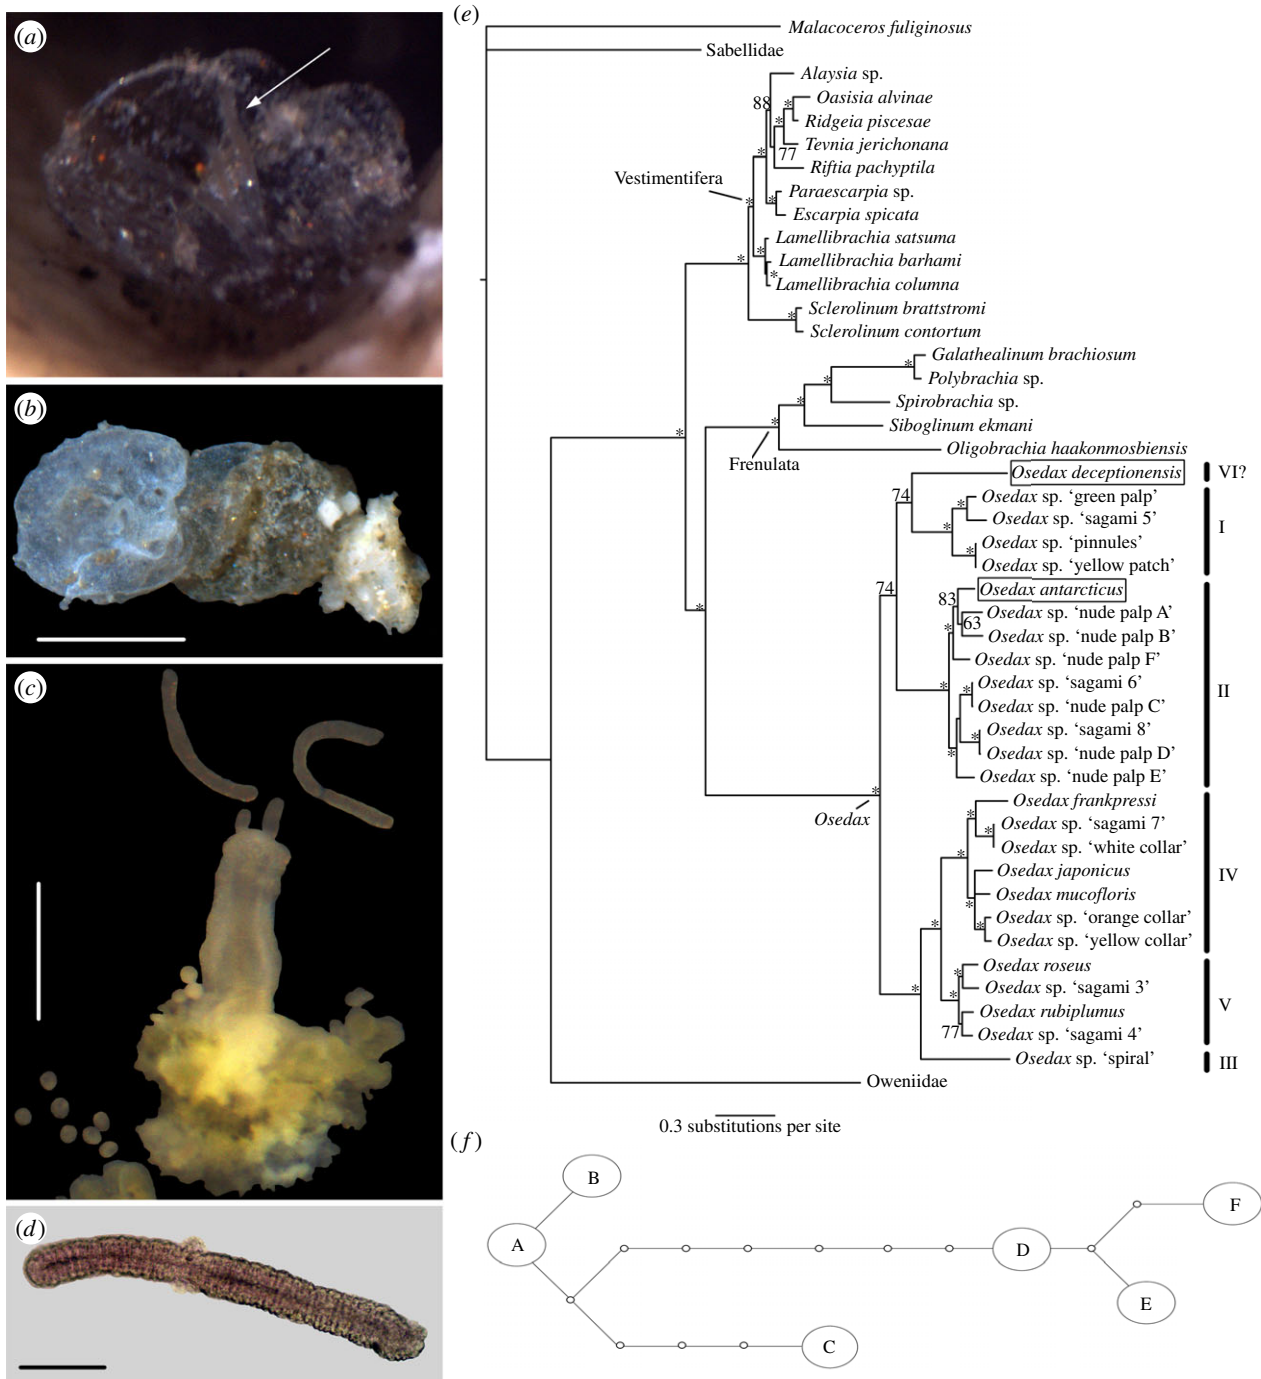 (a)
(b)
(c)
(d)
(e)
Malacoceros fuliginosus
Sabellidae
Alaysia sp.
88
Oasisia alvinae
*
Ridgeia piscesae
*
Tevnia jerichonana
77
*
Riftia pachyptila
Vestimentifera
Paraescarpia sp.
*
*
Escarpia spicata
Lamellibrachia satsuma
*
Lamellibrachia barhami
*
*
Lamellibrachia columna
Sclerolinum brattstromi
*
Sclerolinum contortum
Galathealinum brachiosum
*
Polybrachia sp.
*
Spirobrachia sp.
*
Siboglinum ekmani
*
*
Oligobrachia haakonmosbiensis
Frenulata
Osedax deceptionensis
VI?
74
Osedax sp. ‘green palp’
*
Osedax sp. ‘sagami 5’
*
I
Osedax sp. ‘pinnules’
*
Osedax sp. ‘yellow patch’
74
Osedax antarcticus
83
*
Osedax sp. ‘nude palp A’
63
Osedax sp. ‘nude palp B’
*
Osedax sp. ‘nude palp F’
Osedax sp. ‘sagami 6’
*
*
II
Osedax sp. ‘nude palp C’
Osedax sp. ‘sagami 8’
*
Osedax sp. ‘nude palp D’
*
Osedax sp. ‘nude palp E’
*
Osedax
Osedax frankpressi
*
Osedax sp. ‘sagami 7’
*
Osedax sp. ‘white collar’
*
Osedax japonicus
IV
Osedax mucofloris
*
Osedax sp. ‘orange collar’
*
*
Osedax sp. ‘yellow collar’
Osedax roseus
*
Osedax sp. ‘sagami 3’
*
*
V
Osedax rubiplumus
77
Osedax sp. ‘sagami 4’
Osedax sp. ‘spiral’
III
Oweniidae
0.3 substitutions per site
(f)
B
A
D
F
E
C